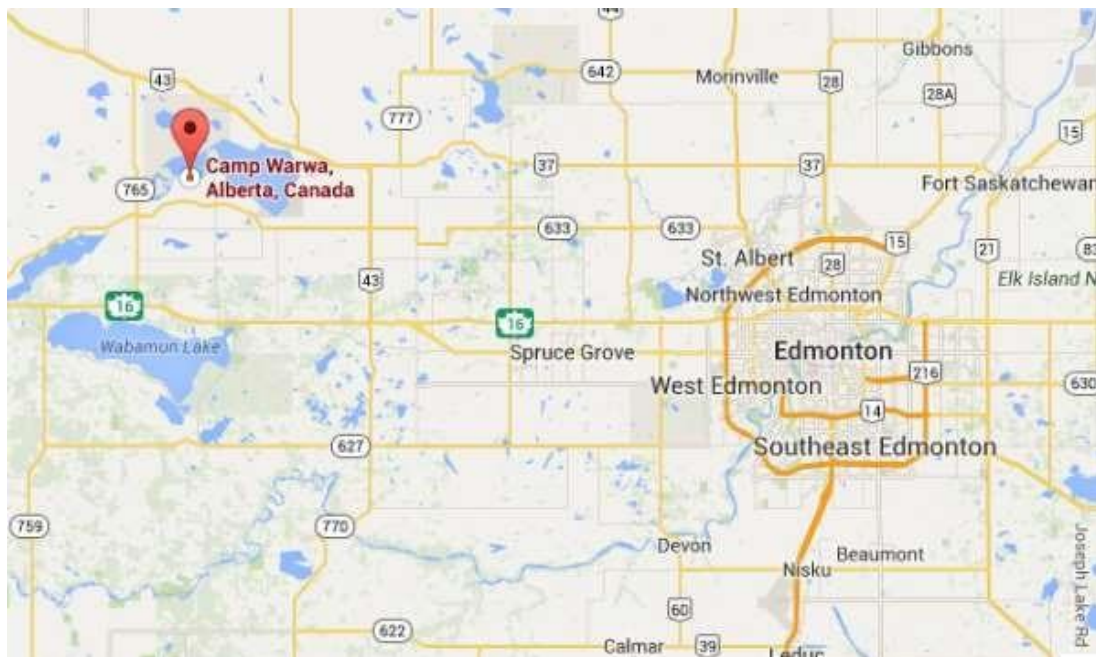 44
Gibbons
43
642
Morinville
28
28A
777
15
Camp Warwa,
Alberta, Canada
37
37
765
Fort Saskatchewan
633
633
15
21
83
St. Albert
28
Elk Island N
43
Northwest Edmonton
16
16
Wabamun Lake
Spruce Grove
Edmonton
216
West Edmonton
630
14
627
Southeast Edmonton
759
770
Devon
Beaumont
Nisku
Joseph Lake Rd
60
622
Calmar
39
Leduc